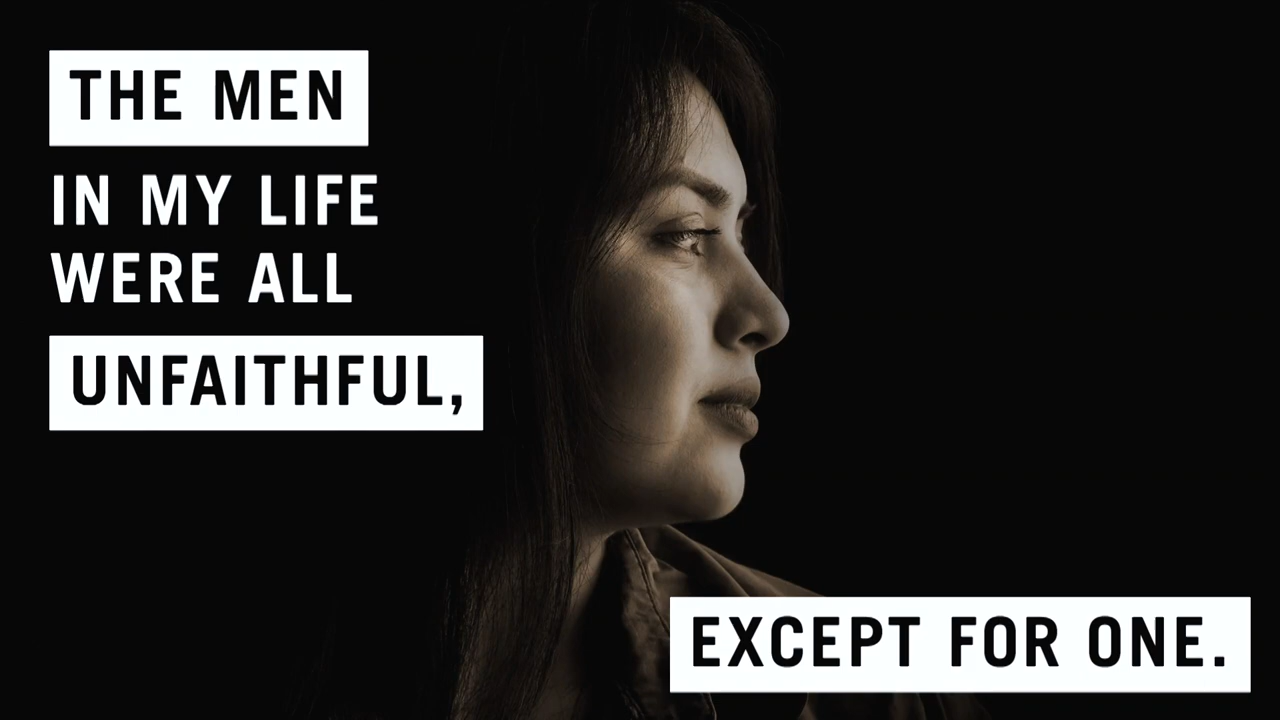 THE MEN
IN MY LIFE
WERE ALL
UNFAITHFUL,
EXCEPT FOR ONE.